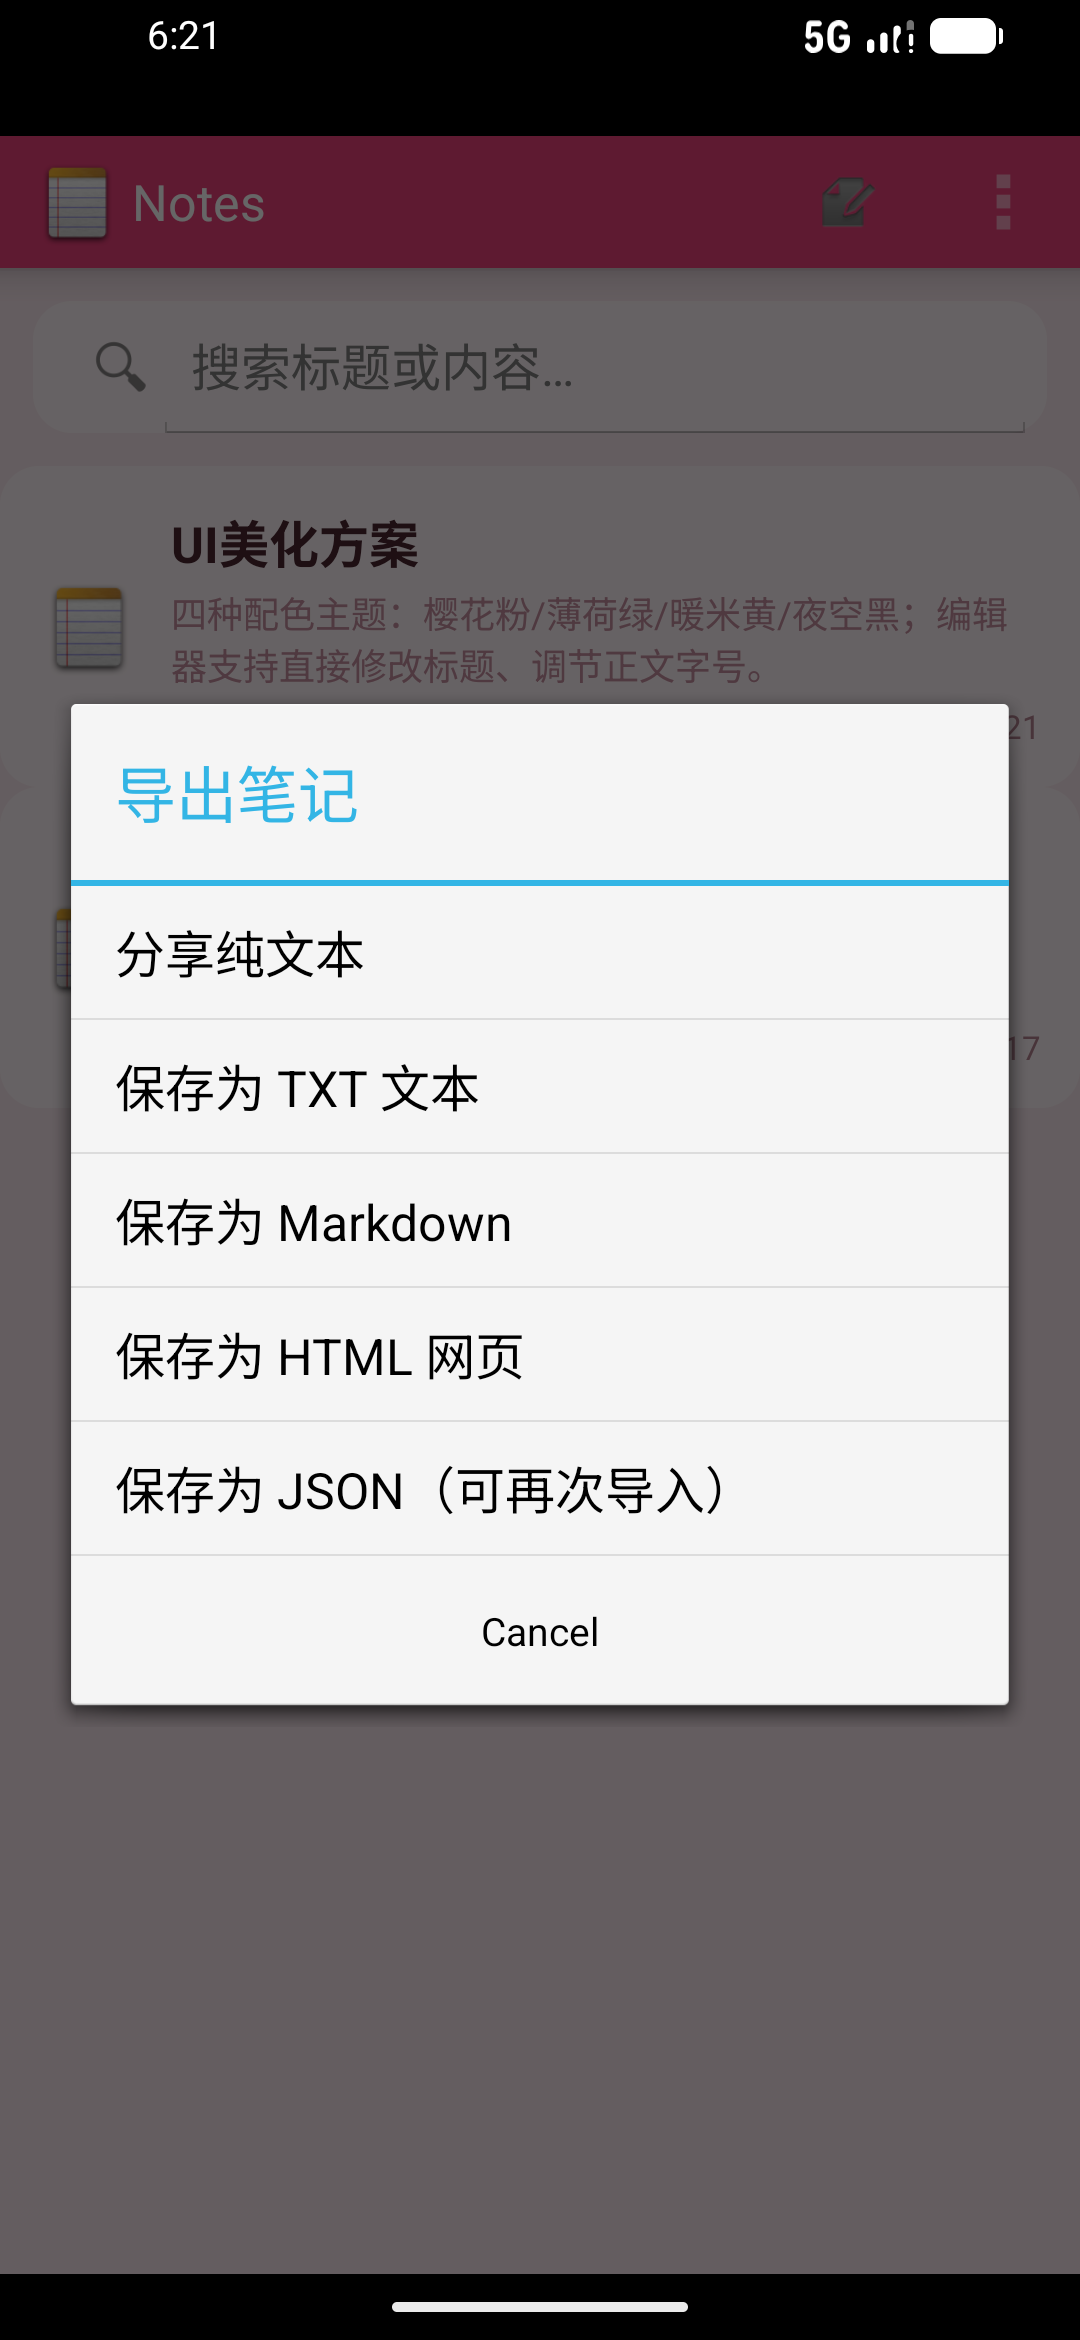 6:21
5G
Notes
搜索标题或内容...
UI美化方案
四种配色主题：樱花粉/薄荷绿/暖米黄/夜空黑；编辑
器支持直接修改标题、调节正文字号。
21
导出笔记
分享纯文本
17
保存为 TXT 文本
保存为 Markdown
保存为 HTML 网页
保存为 JSON（可再次导入）
Cancel